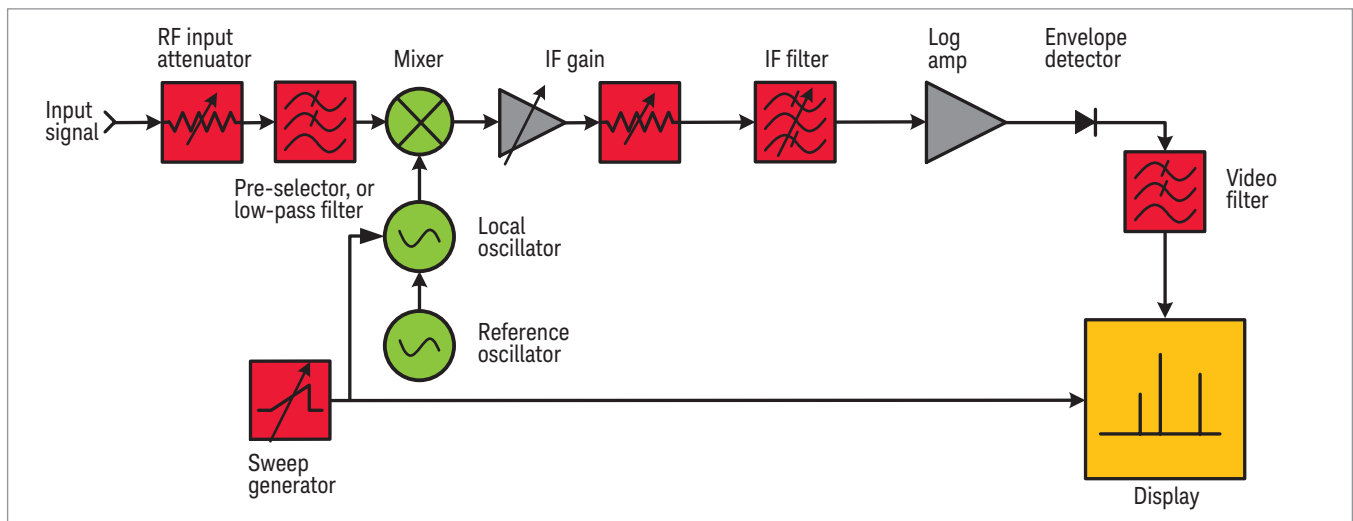 RF input
attenuator
Mixer
IF gain
IF filter
Log
amp
Envelope
detector
Input
signal
Pre-selector, or
low-pass filter
Video
filter
Local
oscillator
Reference
oscillator
Sweep
generator
Display